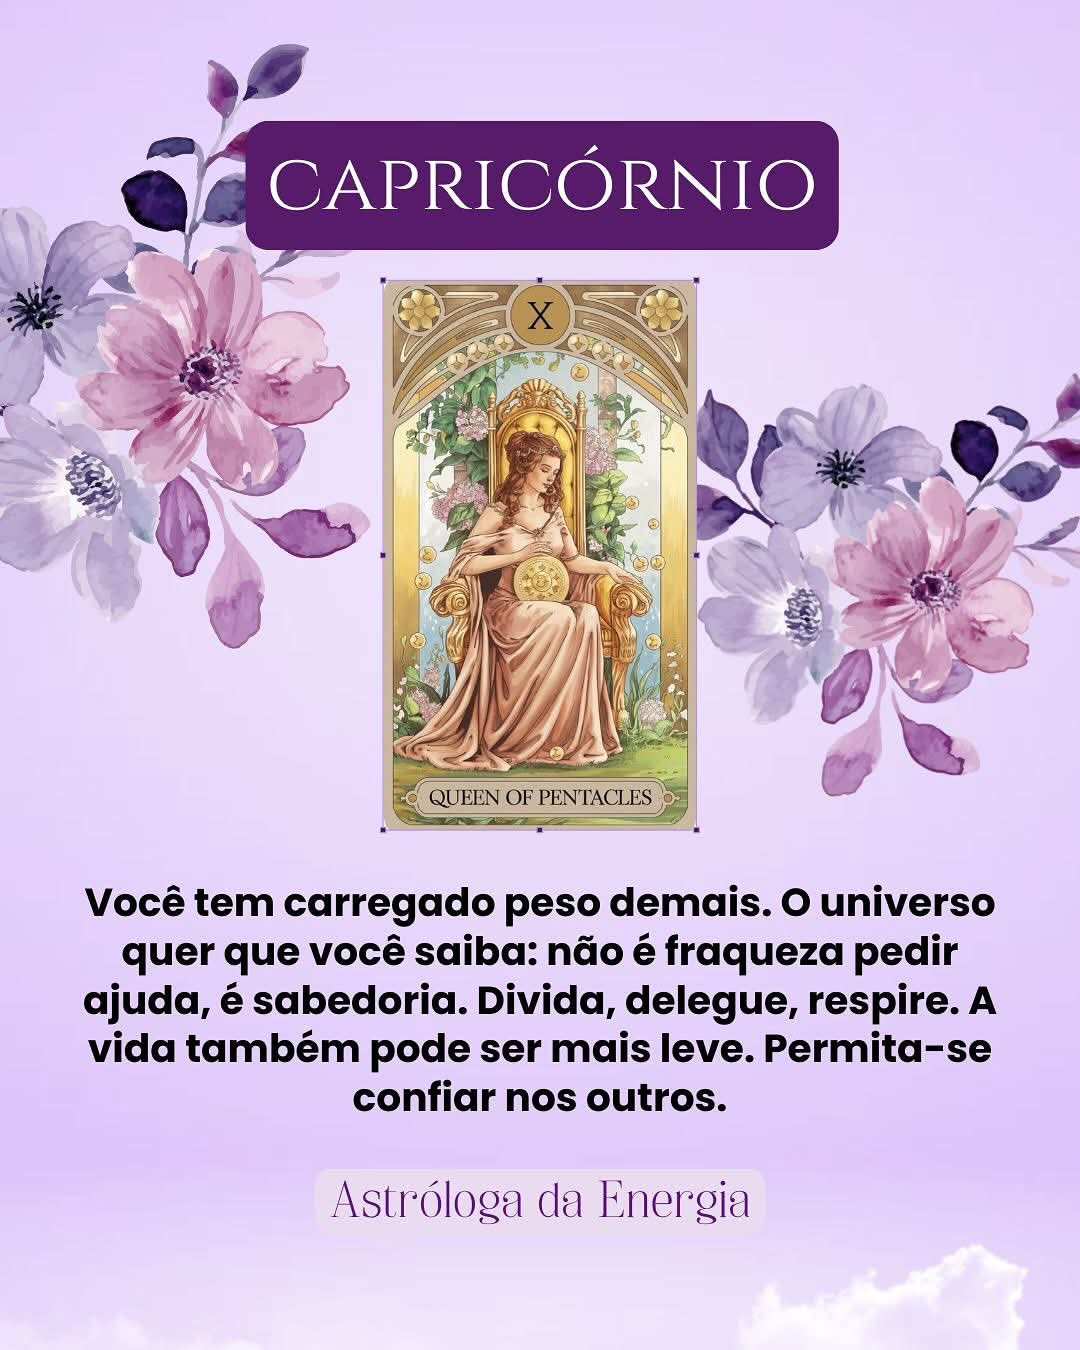 CAPRICÓRNIO
X
QUEEN OF PENTACLES
Você tem carregado peso demais. O universo
quer que você saiba: não é fraqueza pedir
ajuda, é sabedoria. Divida, delegue, respire. A
vida também pode ser mais leve. Permita-se
confiar nos outros.
Astróloga da Energia